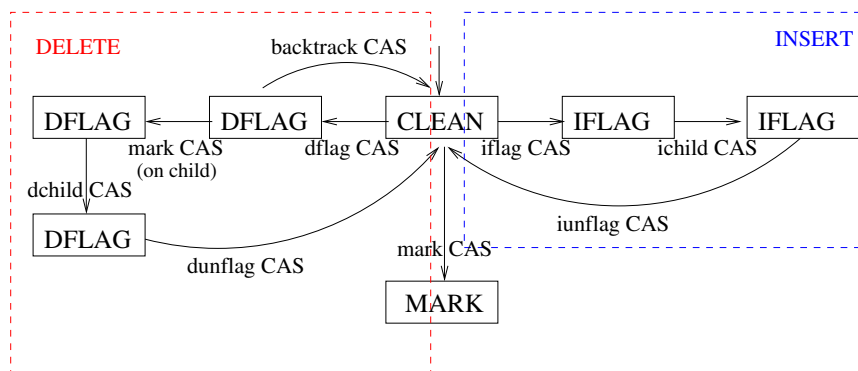 DELETE
backtrack CAS
INSERT
DFLAG
DFLAG
CLEAN
IFLAG
IFLAG
mark CAS
(on child)
dflag CAS
iflag CAS
ichild CAS
dchild CAS
DFLAG
iunflag CAS
mark CAS
dunflag CAS
MARK